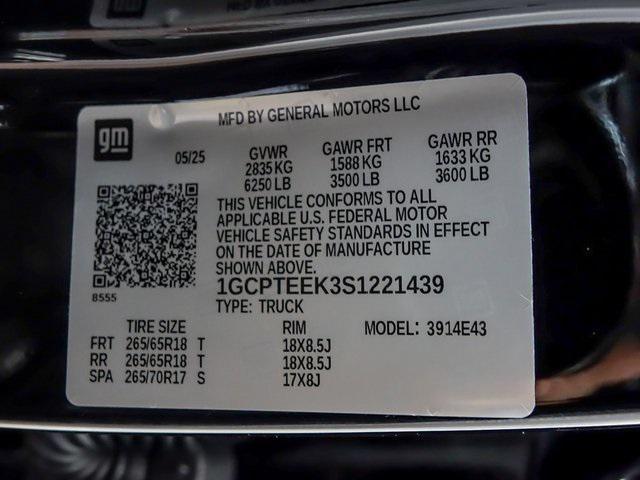 MFD BY GENERAL MOTORS LLC
gm
05/25
GVWR GAWR FRT GAWR RR
2835 KG 1588 KG 1633 KG
6250 LB 3500 LB 3600 LB
THIS VEHICLE CONFORMS TO ALL
APPLICABLE U.S. FEDERAL MOTOR
VEHICLE SAFETY STANDARDS IN EFFECT
ON THE DATE OF MANUFACTURE
SHOWN ABOVE.
8555
1GCPTEEK3S1221439
TYPE: TRUCK
TIRE SIZE RIM MODEL: 3914E43
FRT 265/65R18 T 18X8.5J
RR 265/65R18 T 18X8.5J
SPA 265/70R17 S 17X8J